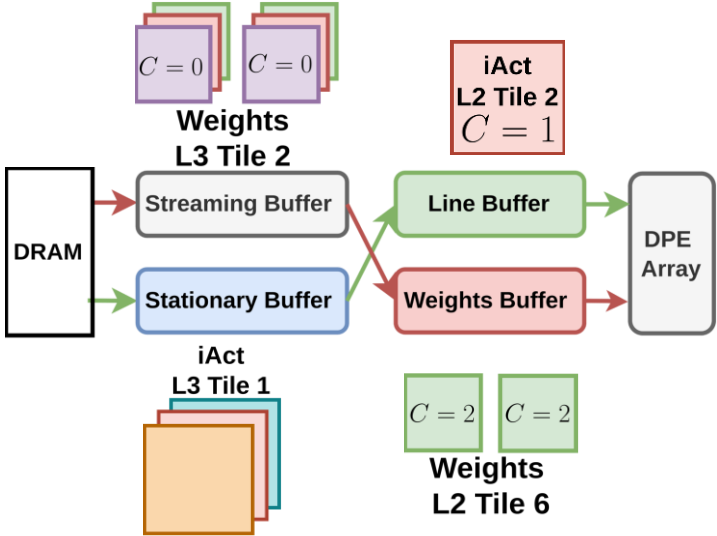 C = 0
C = 0
Weights
L3 Tile 2
iAct
L2 Tile 2
C = 1
DRAM
Streaming Buffer
Line Buffer
DPE
Array
Stationary Buffer
Weights Buffer
iAct
L3 Tile 1
C = 2
C = 2
Weights
L2 Tile 6